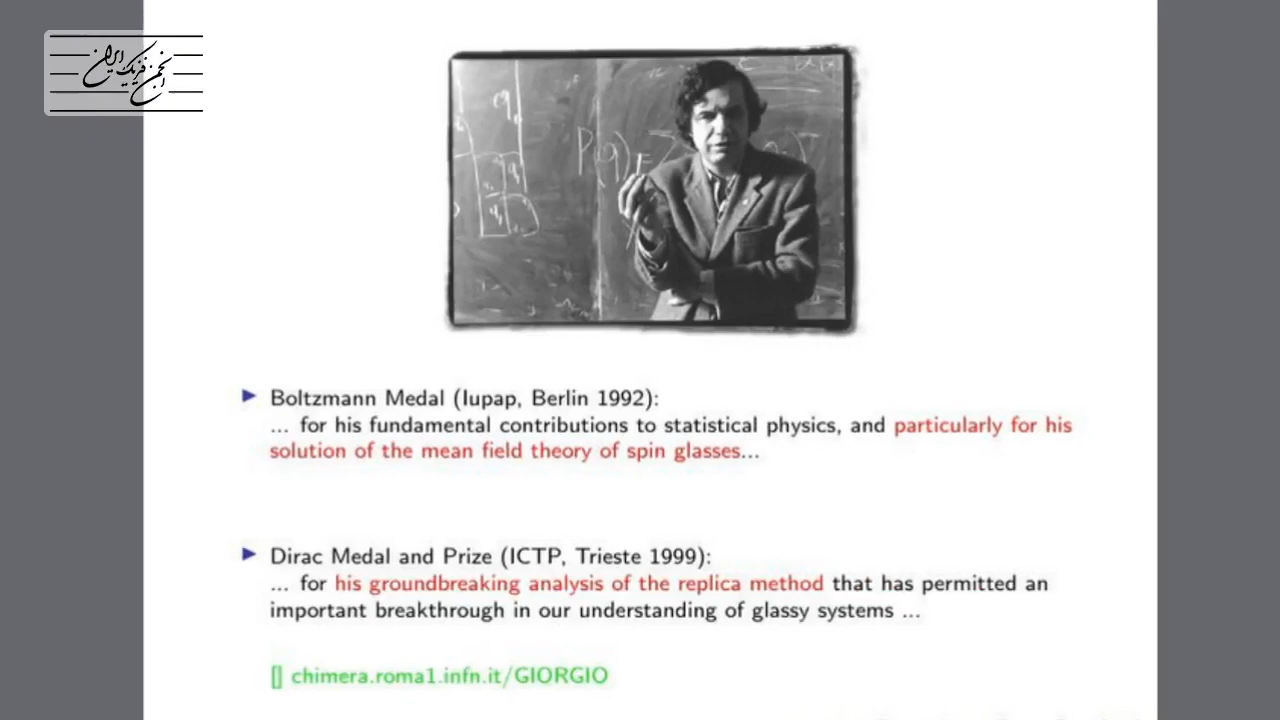 انجمن فیزیک ایران
P(q)=
Boltzmann Medal (Iupap, Berlin 1992):
... for his fundamental contributions to statistical physics, and particularly for his
solution of the mean field theory of spin glasses...
Dirac Medal and Prize (ICTP, Trieste 1999):
... for his groundbreaking analysis of the replica method that has permitted an
important breakthrough in our understanding of glassy systems ...
[] chimera.roma1.infn.it/GIORGIO